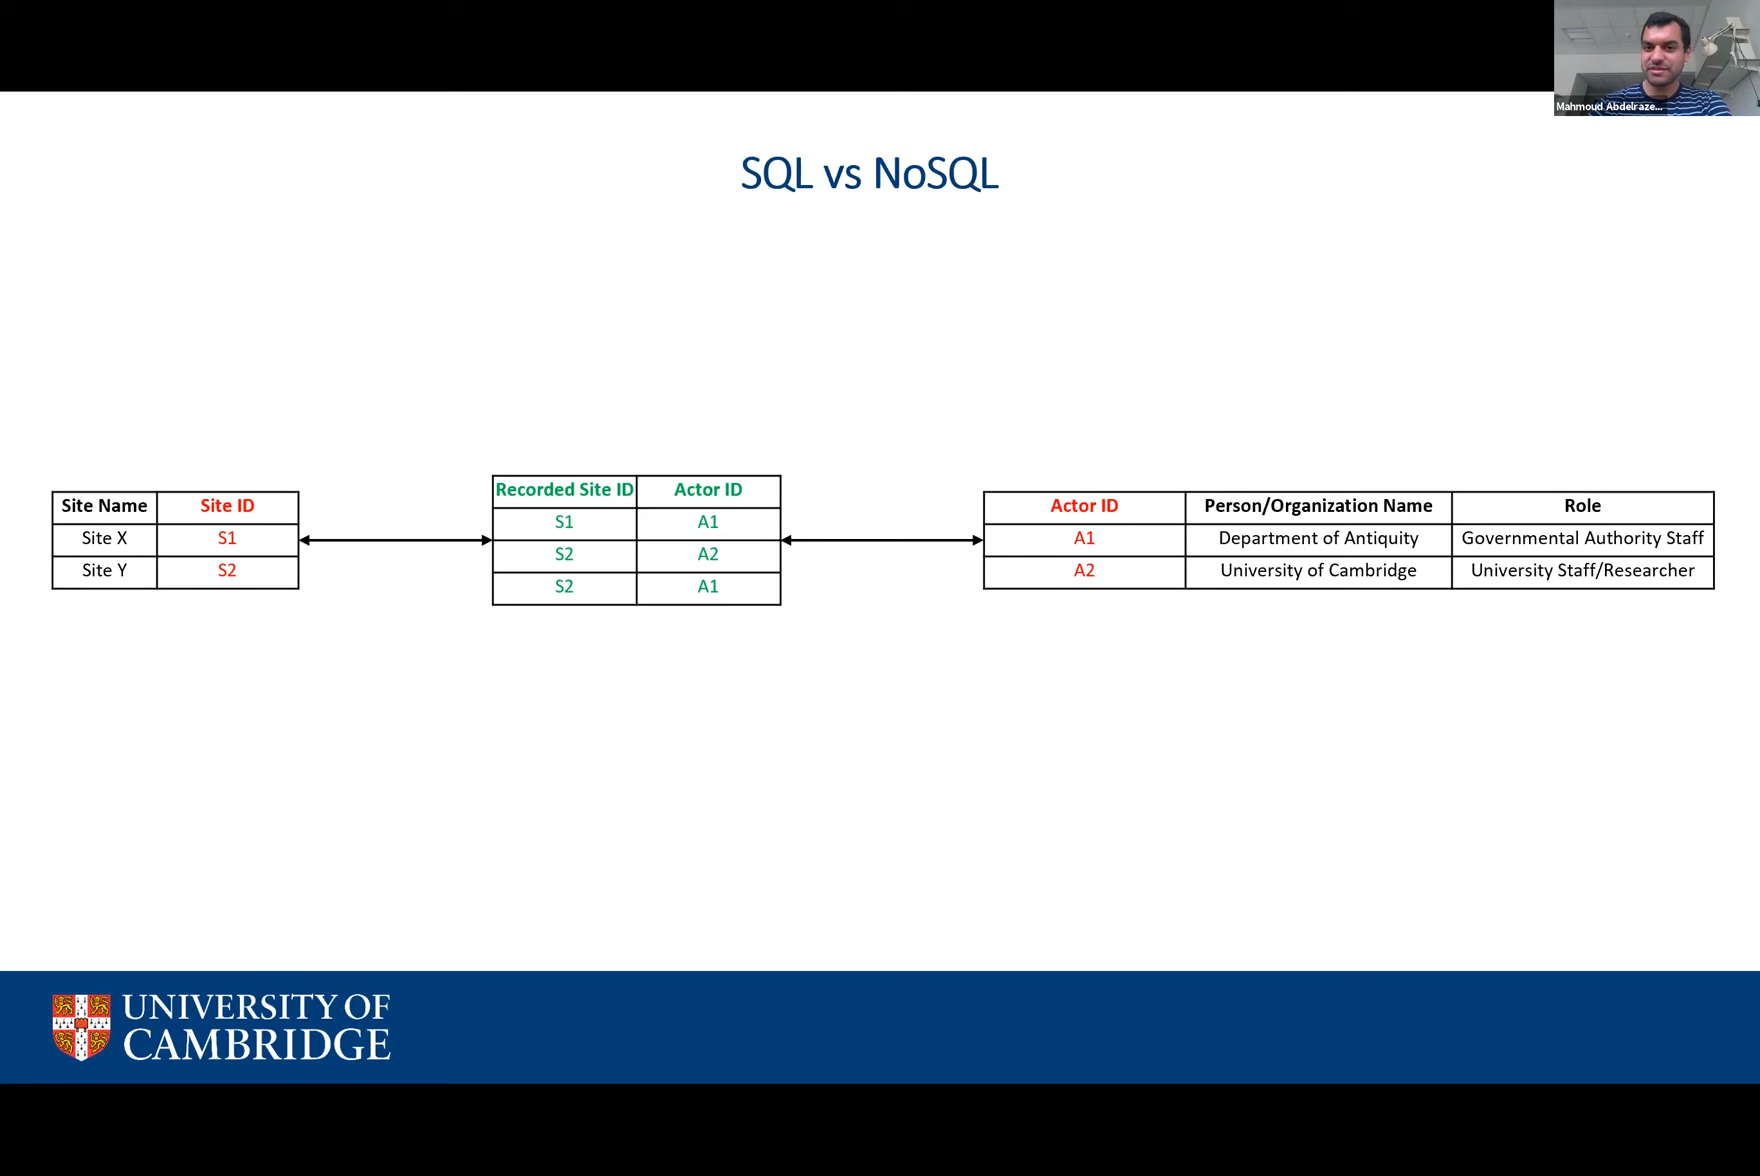 Mahmoud Abdelraze...
SQL vs NoSQL
Site Name Site ID
Site X S1
Site Y S2
Recorded Site ID Actor ID
S1 A1
S2 A2
S2 A1
Actor ID Person/Organization Name Role
A1 Department of Antiquity Governmental Authority Staff
A2 University of Cambridge University Staff/Researcher
UNIVERSITY OF
CAMBRIDGE